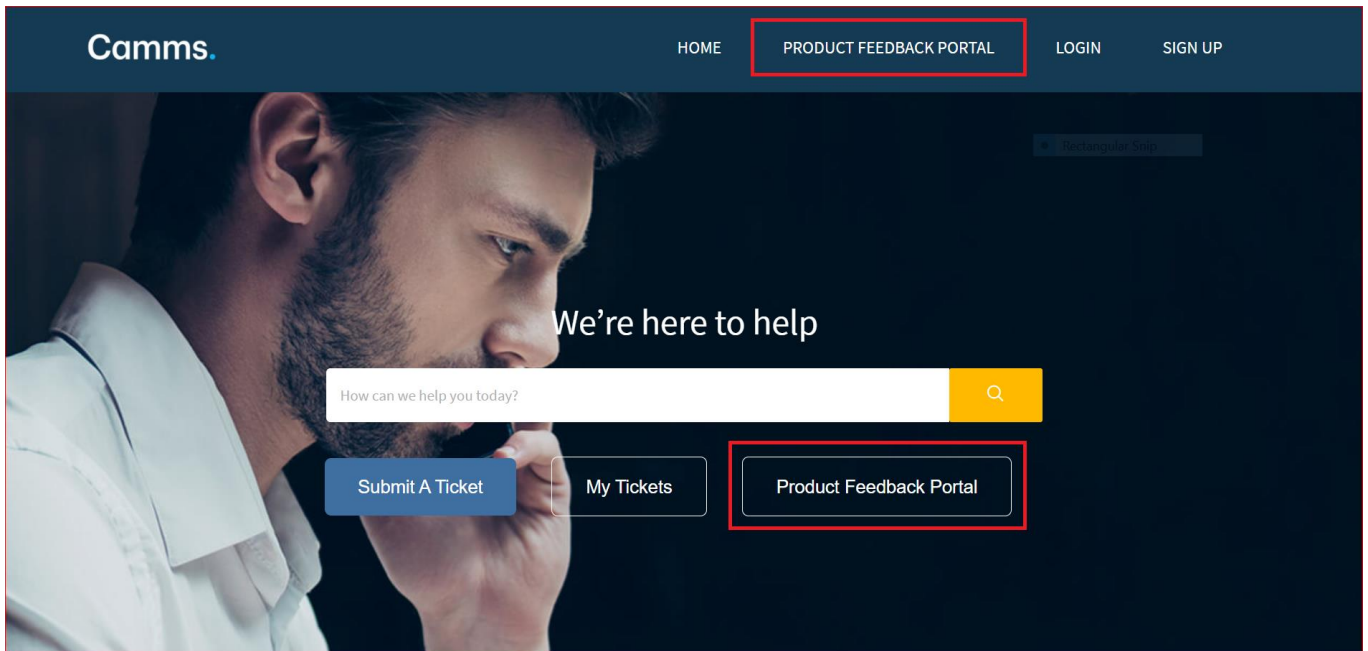 Camms.
HOME PRODUCT FEEDBACK PORTAL LOGIN SIGN UP
Rectangular Snip
We’re here to help
How can we help you today?
Submit A Ticket My Tickets Product Feedback Portal